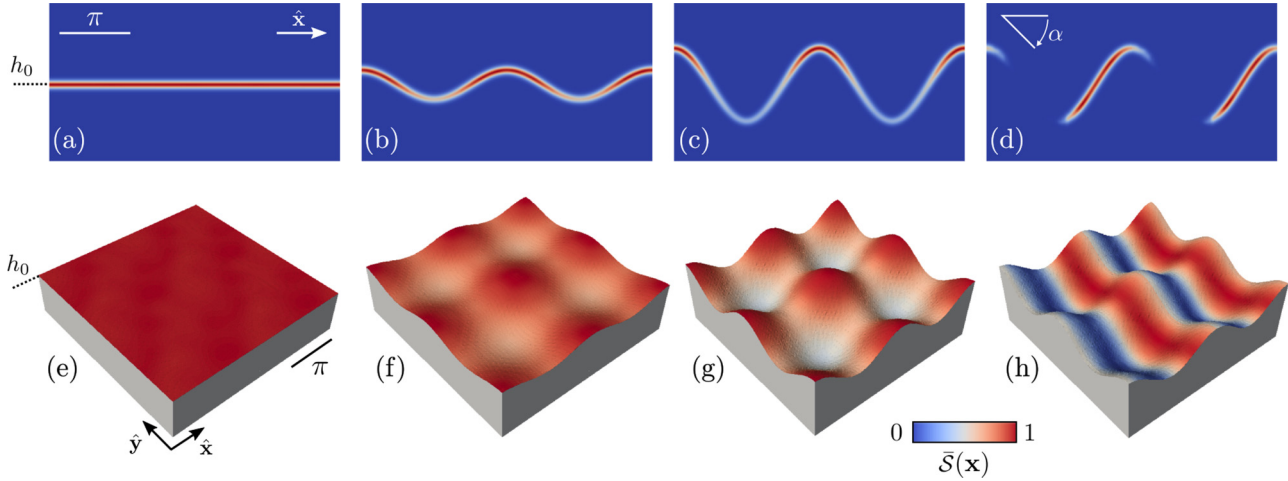 π x̂ α
h₀
(a) (b) (c) (d)
h₀
(e) π (f) (g) (h)
ŷ x̂
0 1
S̄(x)